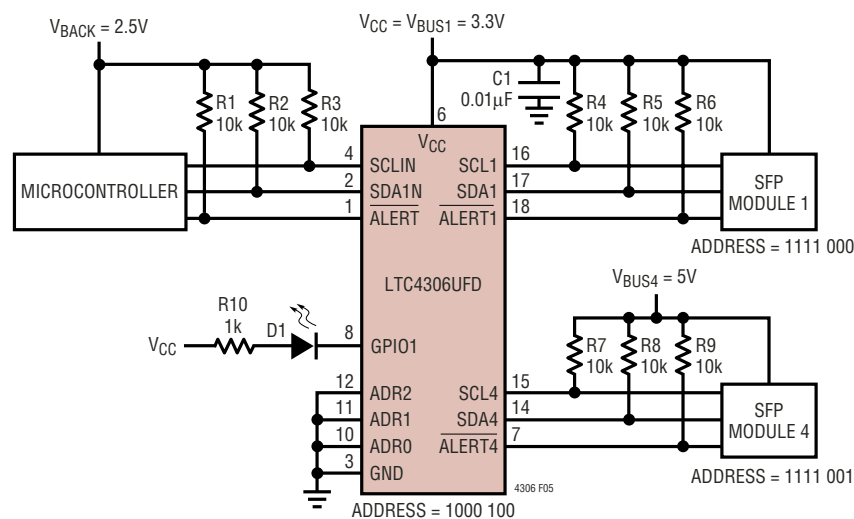 VBACK = 2.5V
VCC = VBUS1 = 3.3V
R1
10k
R2
10k
R3
10k
C1
0.01µF
R4
10k
R5
10k
R6
10k
6
VCC
MICROCONTROLLER
4
SCLIN
SCL1
16
2
SDA1N
SDA1
17
1
ALERT
ALERT1
18
SFP
MODULE 1
ADDRESS = 1111 000
LTC4306UFD
VBUS4 = 5V
R10
1k
D1
VCC
8
GPIO1
R7
10k
R8
10k
R9
10k
12
ADR2
SCL4
15
11
ADR1
SDA4
14
10
ADR0
ALERT4
7
3
GND
SFP
MODULE 4
4306 F05
ADDRESS = 1111 001
ADDRESS = 1000 100